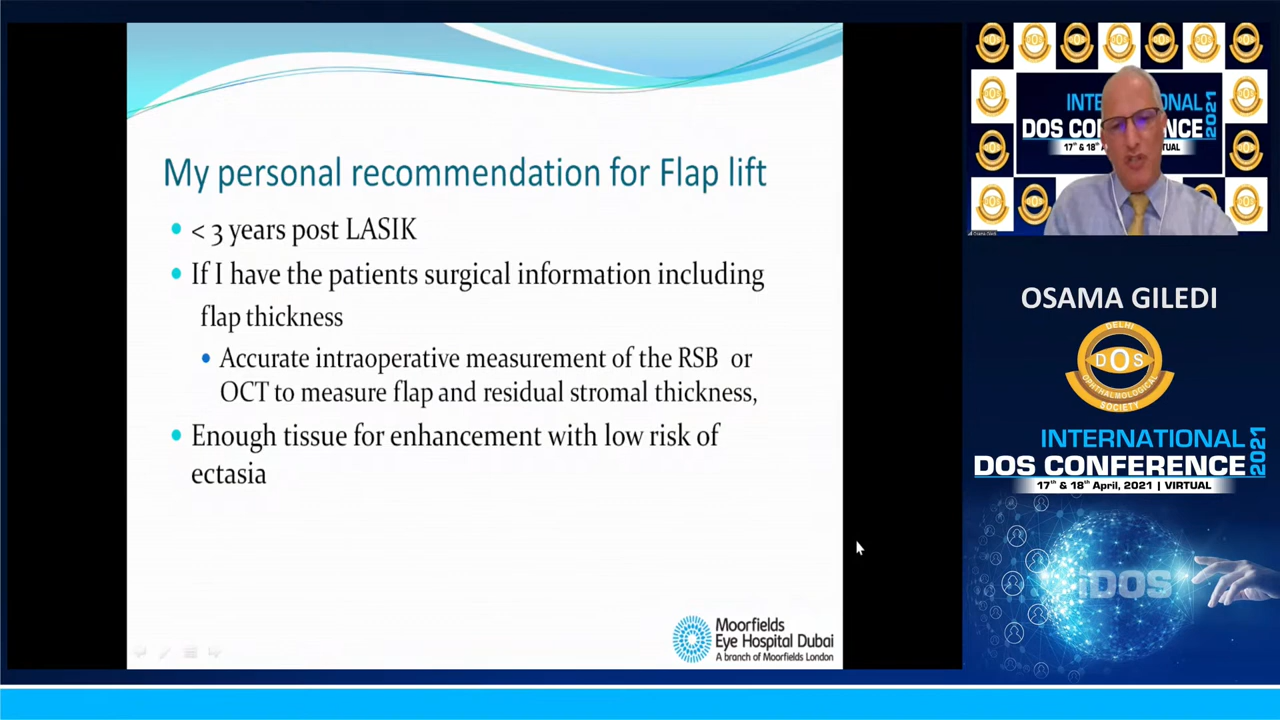 My personal recommendation for Flap lift
< 3 years post LASIK
If I have the patients surgical information including
flap thickness
Accurate intraoperative measurement of the RSB or
OCT to measure flap and residual stromal thickness,
Enough tissue for enhancement with low risk of
ectasia
Moorfields
Eye Hospital Dubai
A branch of Moorfields London
INTERNATIONAL
DOS CONFERENCE
2021
OSAMA GILEDI
DELHI
DOS
OPHTHALMOLOGICAL
SOCIETY
INTERNATIONAL
DOS CONFERENCE
2021
17th & 18th April, 2021 | VIRTUAL
iDOS